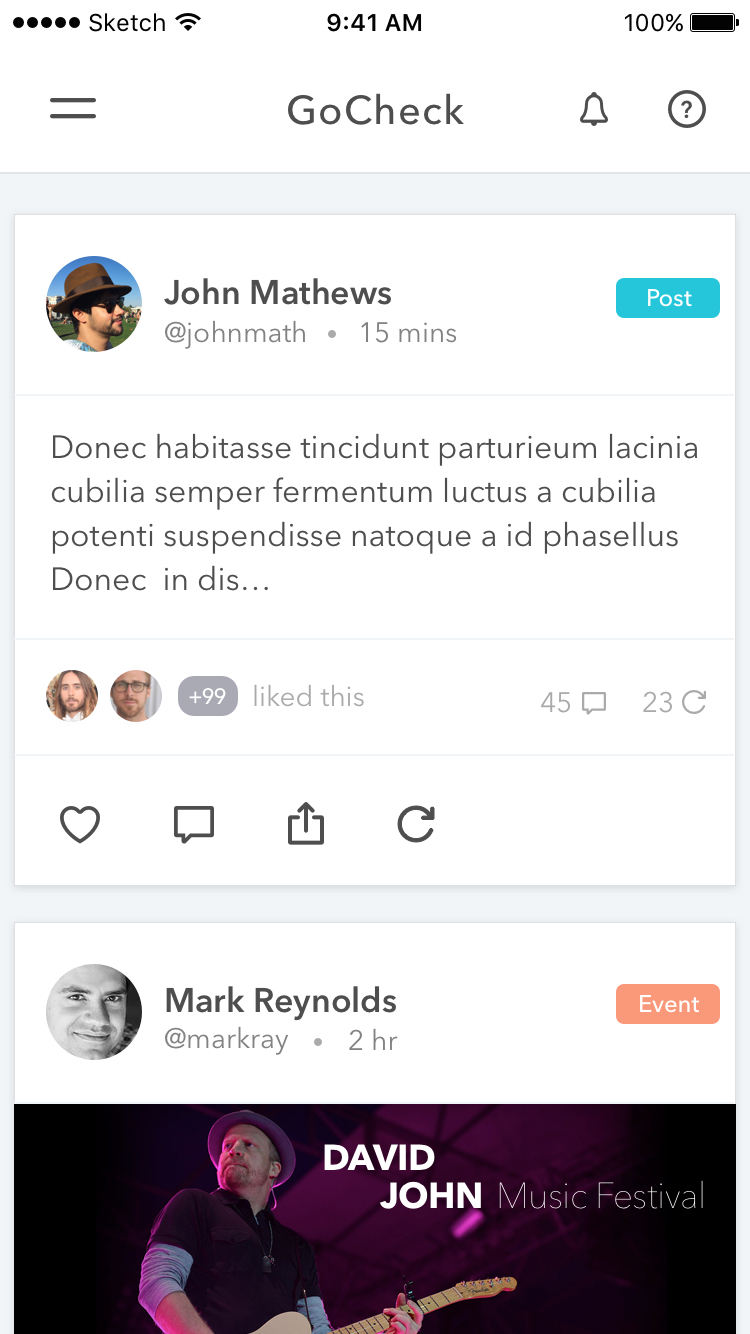 ●●●●● Sketch 9:41 AM 100%
GoCheck ?
John Mathews
Post
@johnmath • 15 mins
Donec habitasse tincidunt parturieum lacinia
cubilia semper fermentum luctus a cubilia
potenti suspendisse natoque a id phasellus
Donec  in dis…
+99 liked this 45 23
Mark Reynolds
Event
@markray • 2 hr
DAVID
JOHN Music Festival